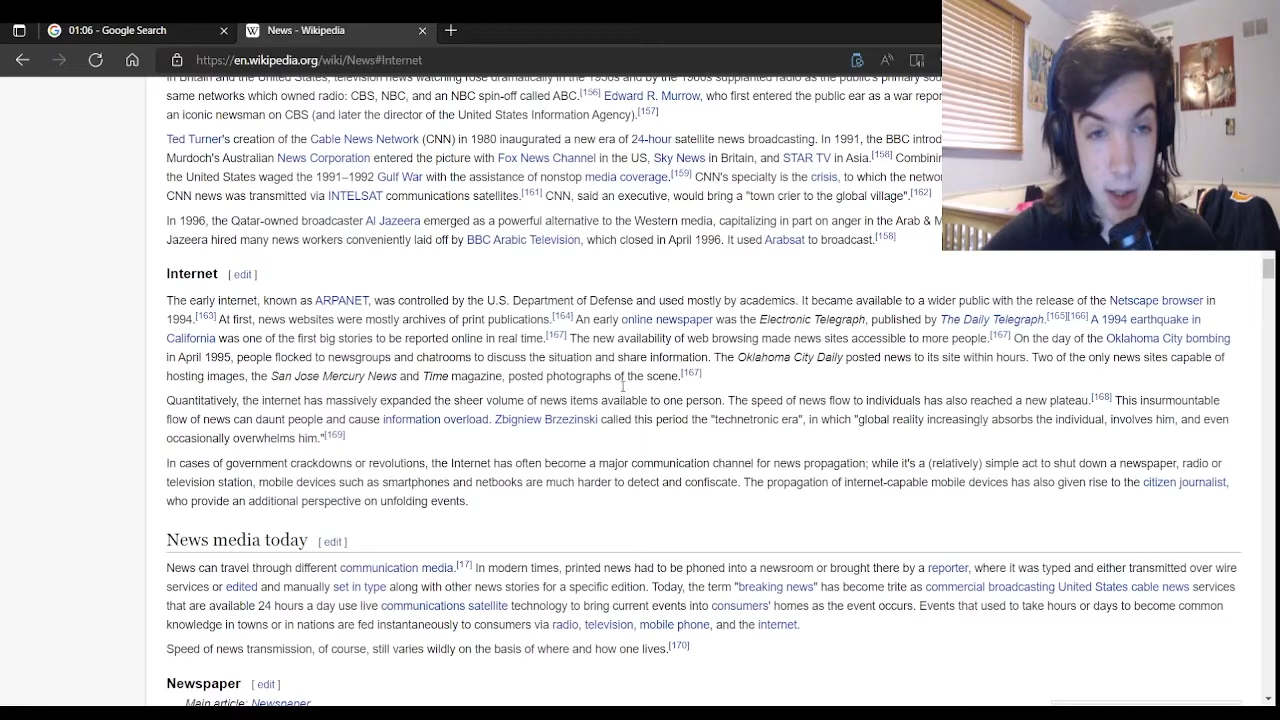 01:06 - Google Search
News - Wikipedia
https://en.wikipedia.org/wiki/News#Internet
In Britain and the United States, television news watching rose dramatically in the 1950s and by the 1960s supplanted radio as the public's primary sou
same networks which owned radio: CBS, NBC, and an NBC spin-off called ABC.[156] Edward R. Murrow, who first entered the public ear as a war repor
an iconic newsman on CBS (and later the director of the United States Information Agency).[157]
Ted Turner's creation of the Cable News Network (CNN) in 1980 inaugurated a new era of 24-hour satellite news broadcasting. In 1991, the BBC introd
Murdoch's Australian News Corporation entered the picture with Fox News Channel in the US, Sky News in Britain, and STAR TV in Asia.[158] Combinin
the United States waged the 1991–1992 Gulf War with the assistance of nonstop media coverage.[159] CNN's specialty is the crisis, to which the netwo
CNN news was transmitted via INTELSAT communications satellites.[161] CNN, said an executive, would bring a "town crier to the global village".[162]
In 1996, the Qatar-owned broadcaster Al Jazeera emerged as a powerful alternative to the Western media, capitalizing in part on anger in the Arab & M
Jazeera hired many news workers conveniently laid off by BBC Arabic Television, which closed in April 1996. It used Arabsat to broadcast.[158]
Internet [ edit ]
The early internet, known as ARPANET, was controlled by the U.S. Department of Defense and used mostly by academics. It became available to a wider public with the release of the Netscape browser in
1994.[163] At first, news websites were mostly archives of print publications.[164] An early online newspaper was the Electronic Telegraph, published by The Daily Telegraph.[165][166] A 1994 earthquake in
California was one of the first big stories to be reported online in real time.[167] The new availability of web browsing made news sites accessible to more people.[167] On the day of the Oklahoma City bombing
in April 1995, people flocked to newsgroups and chatrooms to discuss the situation and share information. The Oklahoma City Daily posted news to its site within hours. Two of the only news sites capable of
hosting images, the San Jose Mercury News and Time magazine, posted photographs of the scene.[167]
Quantitatively, the internet has massively expanded the sheer volume of news items available to one person. The speed of news flow to individuals has also reached a new plateau.[168] This insurmountable
flow of news can daunt people and cause information overload. Zbigniew Brzezinski called this period the "technetronic era", in which "global reality increasingly absorbs the individual, involves him, and even
occasionally overwhelms him."[169]
In cases of government crackdowns or revolutions, the Internet has often become a major communication channel for news propagation; while it's a (relatively) simple act to shut down a newspaper, radio or
television station, mobile devices such as smartphones and netbooks are much harder to detect and confiscate. The propagation of internet-capable mobile devices has also given rise to the citizen journalist,
who provide an additional perspective on unfolding events.
News media today [ edit ]
News can travel through different communication media.[17] In modern times, printed news had to be phoned into a newsroom or brought there by a reporter, where it was typed and either transmitted over wire
services or edited and manually set in type along with other news stories for a specific edition. Today, the term "breaking news" has become trite as commercial broadcasting United States cable news services
that are available 24 hours a day use live communications satellite technology to bring current events into consumers' homes as the event occurs. Events that used to take hours or days to become common
knowledge in towns or in nations are fed instantaneously to consumers via radio, television, mobile phone, and the internet.
Speed of news transmission, of course, still varies wildly on the basis of where and how one lives.[170]
Newspaper [ edit ]
Main article: Newspaper